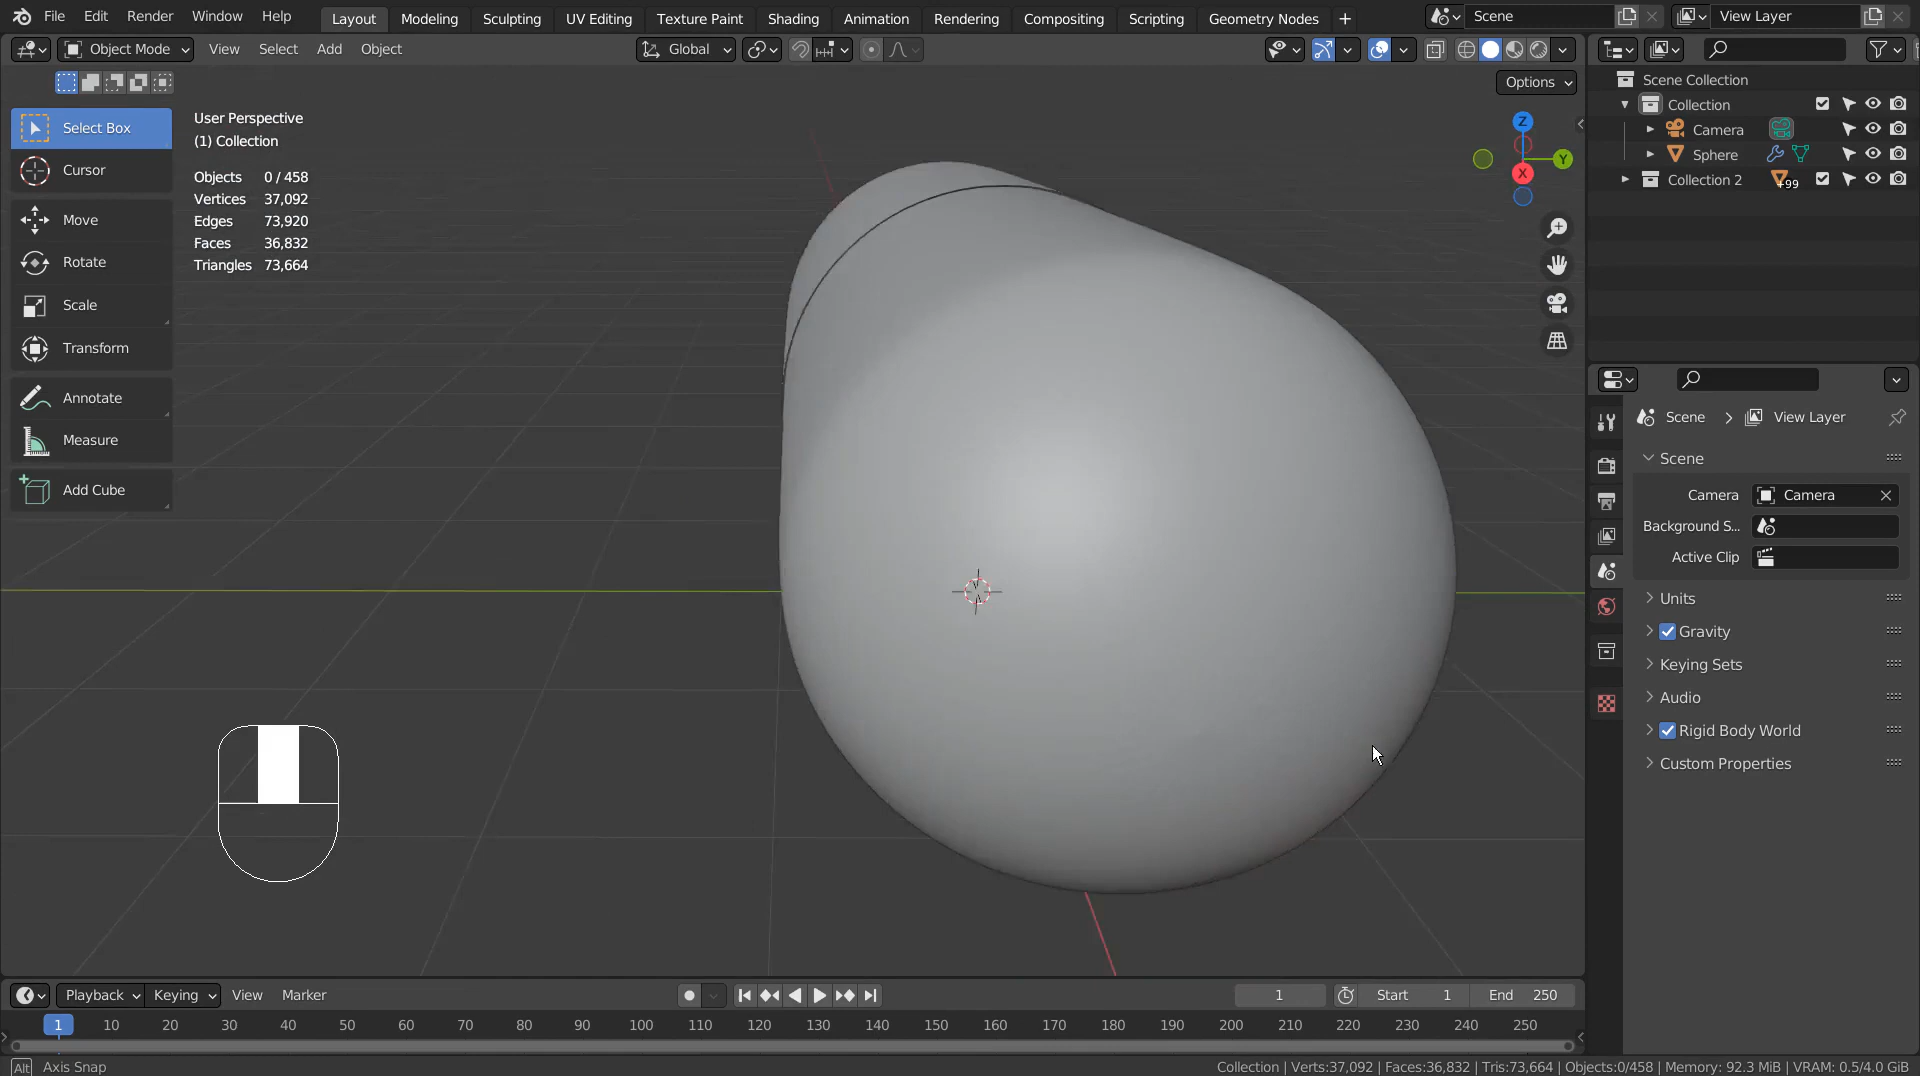 File Edit Render Window Help Layout Modeling Sculpting UV Editing Texture Paint Shading Animation Rendering Compositing Scripting Geometry Nodes + Scene View Layer
Object Mode View Select Add Object Global
Options
Select Box
Cursor
Move
Rotate
Scale
Transform
Annotate
Measure
Add Cube
User Perspective
(1) Collection
Objects 0 / 458
Vertices 37,092
Edges 73,920
Faces 36,832
Triangles 73,664
Z
Y
X
Scene Collection
Collection
Camera
Sphere
Collection 2 +99
Scene > View Layer
Scene
Camera Camera
Background S...
Active Clip
Units
Gravity
Keying Sets
Audio
Rigid Body World
Custom Properties
Playback Keying View Marker 1 Start 1 End 250
1 10 20 30 40 50 60 70 80 90 100 110 120 130 140 150 160 170 180 190 200 210 220 230 240 250
Alt Axis Snap Collection | Verts:37,092 | Faces:36,832 | Tris:73,664 | Objects:0/458 | Memory: 92.3 MiB | VRAM: 0.5/4.0 GiB